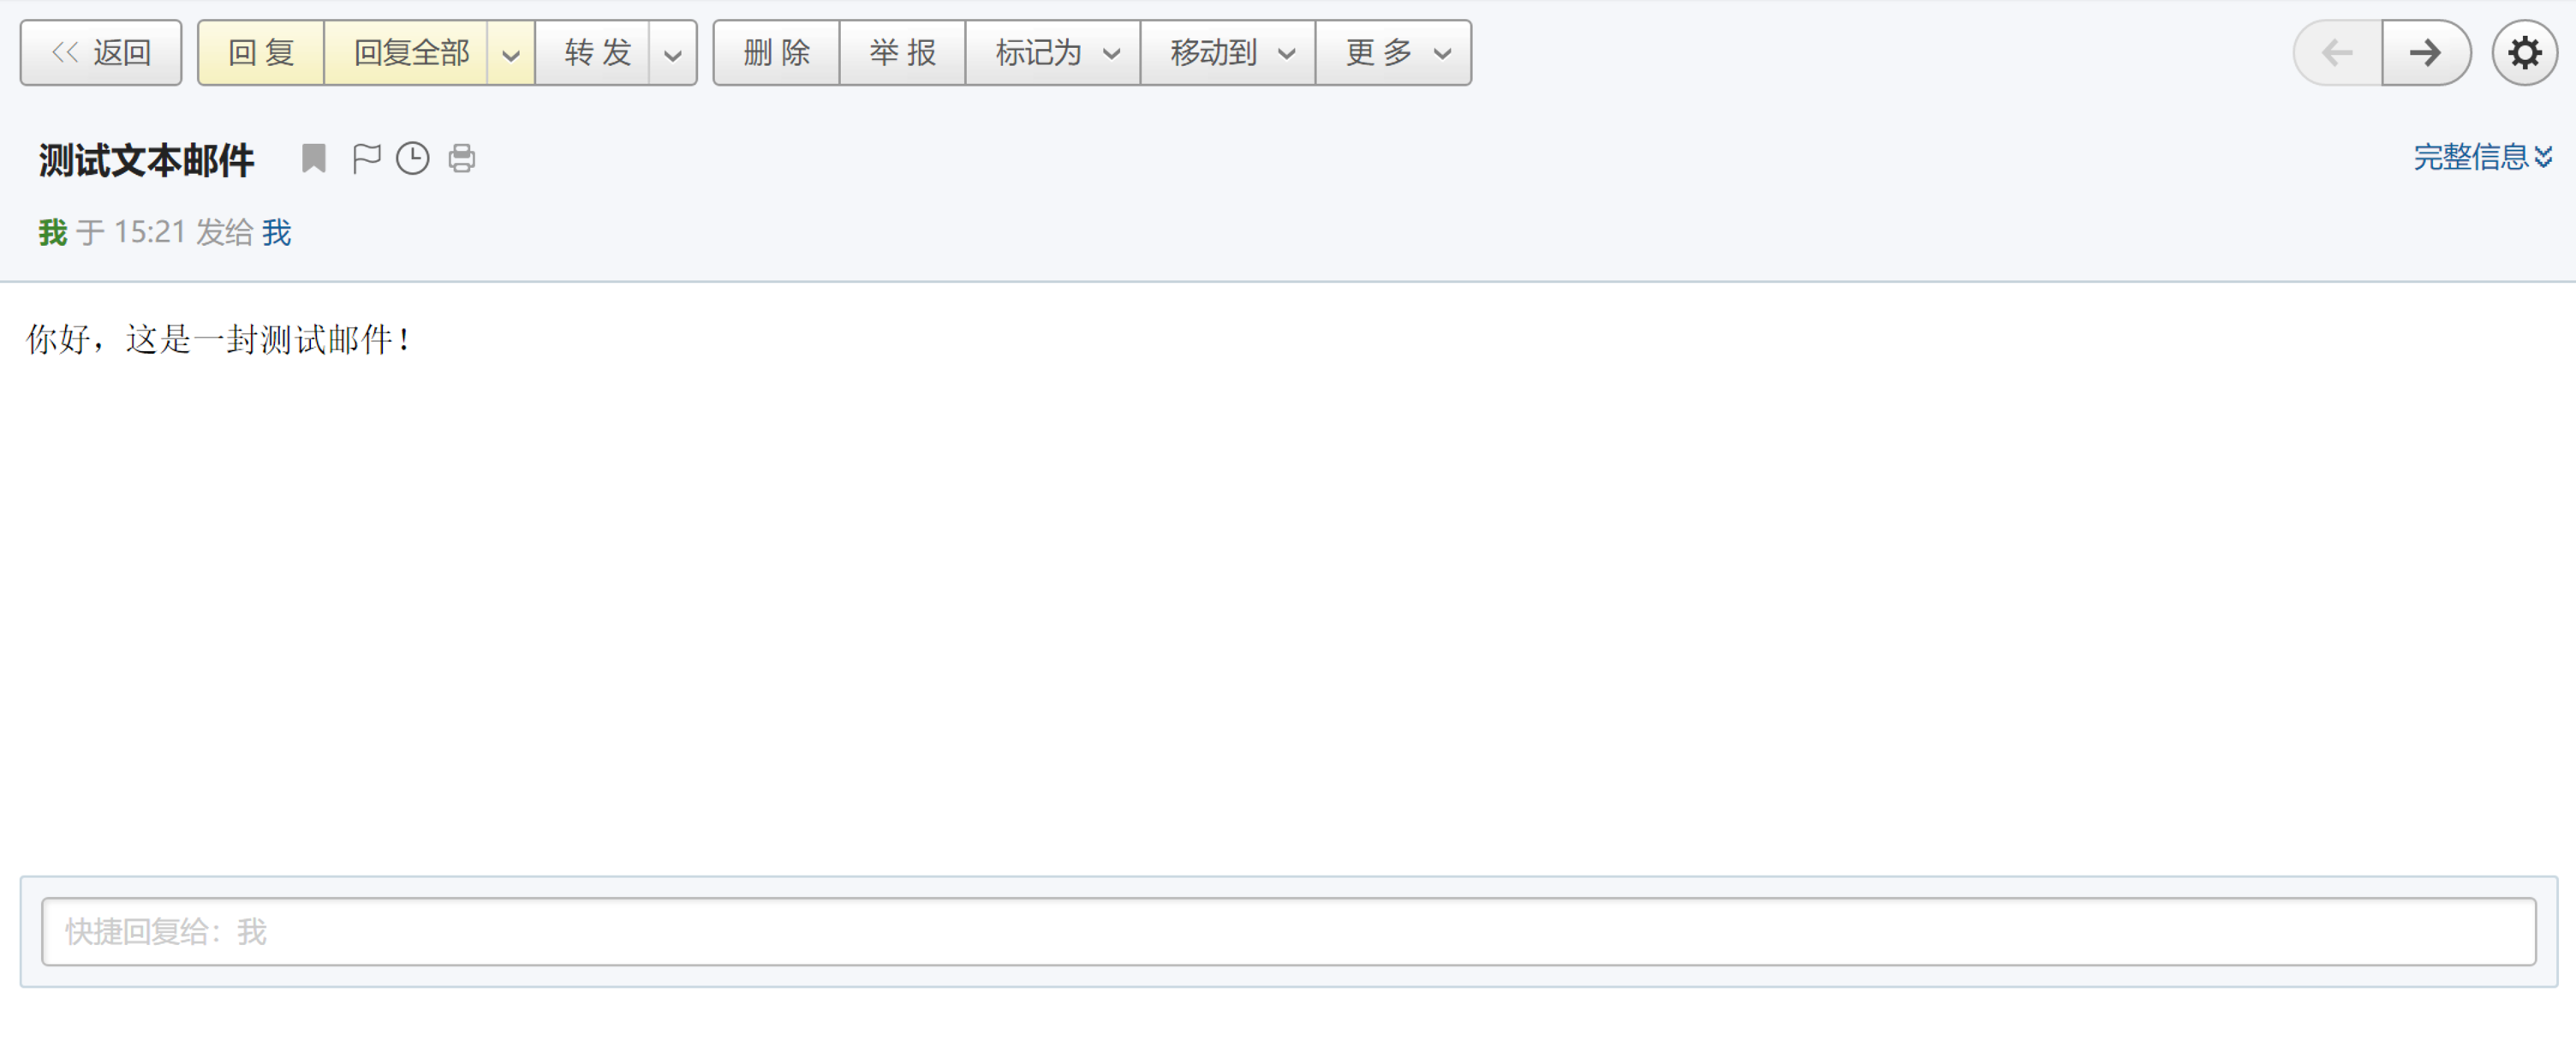 返回 回 复 回复全部 转 发 删 除 举 报 标记为 移动到 更 多
测试文本邮件 完整信息
我 于 15:21 发给 我
你好，这是一封测试邮件！
快捷回复给：我